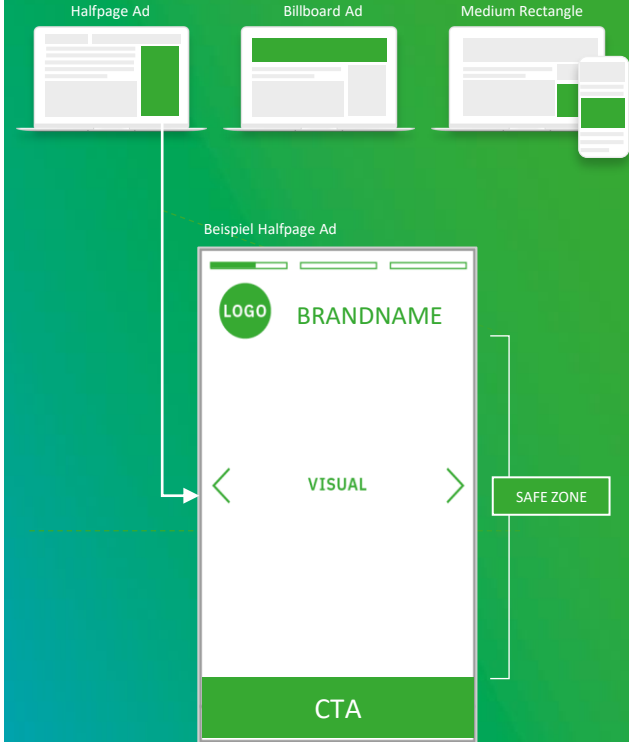 Halfpage Ad
Billboard Ad
Medium Rectangle
Beispiel Halfpage Ad
LOGO
BRANDNAME
VISUAL
SAFE ZONE
CTA